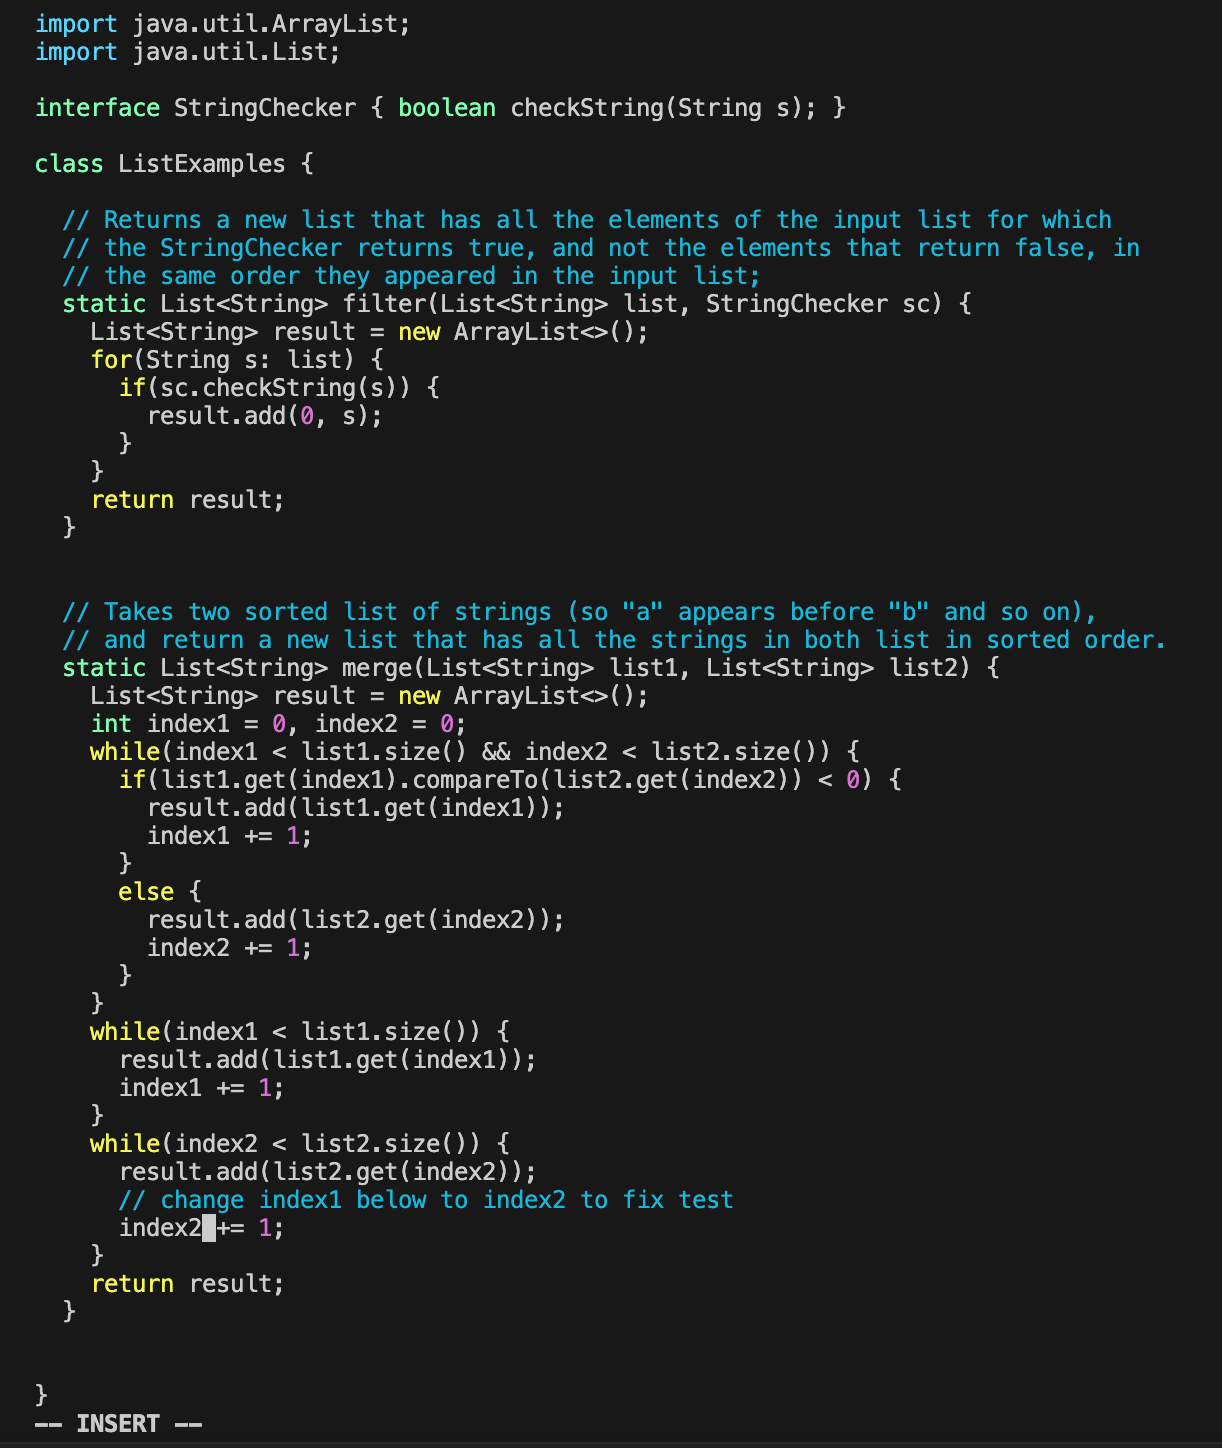 import java.util.ArrayList;
import java.util.List;

interface StringChecker { boolean checkString(String s); }

class ListExamples {

  // Returns a new list that has all the elements of the input list for which
  // the StringChecker returns true, and not the elements that return false, in
  // the same order they appeared in the input list;
  static List<String> filter(List<String> list, StringChecker sc) {
    List<String> result = new ArrayList<>();
    for(String s: list) {
      if(sc.checkString(s)) {
        result.add(0, s);
      }
    }
    return result;
  }


  // Takes two sorted list of strings (so "a" appears before "b" and so on),
  // and return a new list that has all the strings in both list in sorted order.
  static List<String> merge(List<String> list1, List<String> list2) {
    List<String> result = new ArrayList<>();
    int index1 = 0, index2 = 0;
    while(index1 < list1.size() && index2 < list2.size()) {
      if(list1.get(index1).compareTo(list2.get(index2)) < 0) {
        result.add(list1.get(index1));
        index1 += 1;
      }
      else {
        result.add(list2.get(index2));
        index2 += 1;
      }
    }
    while(index1 < list1.size()) {
      result.add(list1.get(index1));
      index1 += 1;
    }
    while(index2 < list2.size()) {
      result.add(list2.get(index2));
      // change index1 below to index2 to fix test
      index2 += 1;
    }
    return result;
  }


}
-- INSERT --